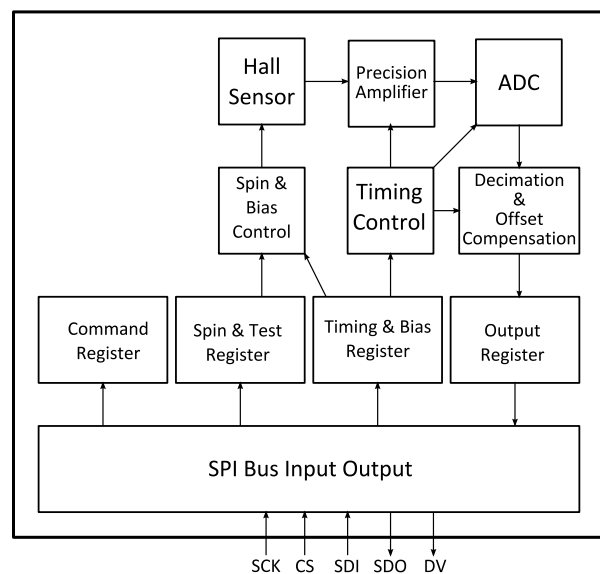 Hall
Sensor
Precision
Amplifier
ADC
Spin &
Bias
Control
Timing
Control
Decimation
&
Offset
Compensation
Command
Register
Spin & Test
Register
Timing & Bias
Register
Output
Register
SPI Bus Input Output
SCK CS SDI SDO DV